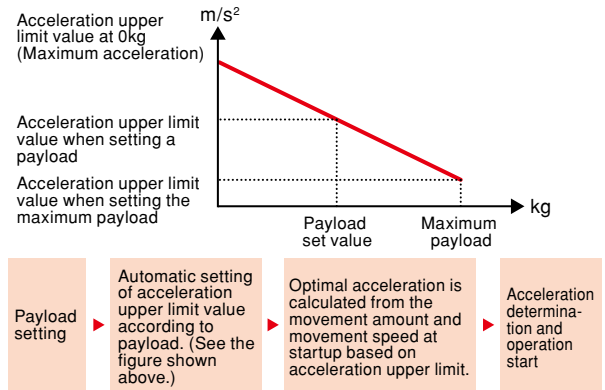 Acceleration upper
limit value at 0kg
(Maximum acceleration)
m/s²
Acceleration upper limit
value when setting a
payload
Acceleration upper limit
value when setting the
maximum payload
kg
Payload
set value
Maximum
payload
Payload
setting
Automatic setting
of acceleration
upper limit value
according to
payload. (See the
figure shown
above.)
Optimal acceleration is
calculated from the
movement amount and
movement speed at
startup based on
acceleration upper limit.
Acceleration
determina-
tion and
operation
start